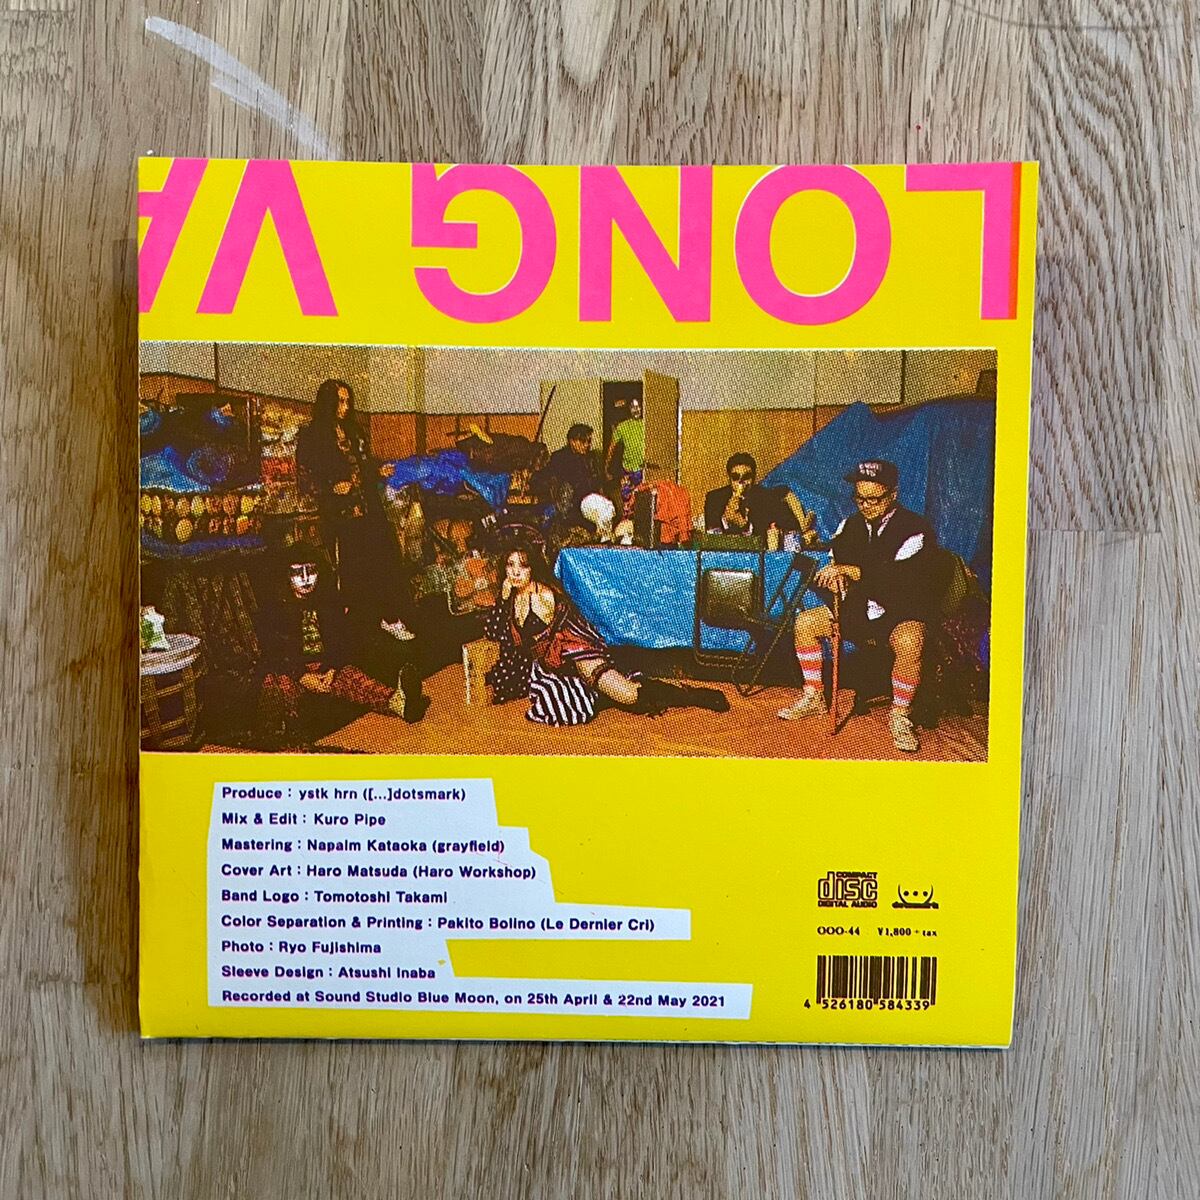 LONG VA
Produce : ystk hrn ([...]dotsmark)
Mix & Edit : Kuro Pipe
Mastering : Napalm Kataoka (grayfield)
Cover Art : Haro Matsuda (Haro Workshop)
Band Logo : Tomotoshi Takami
Color Separation & Printing : Pakito Bolino (Le Dernier Cri)
Photo : Ryo Fujishima
Sleeve Design : Atsushi Inaba
Recorded at Sound Studio Blue Moon, on 25th April & 22nd May 2021
COMPACT
disc
DIGITAL AUDIO
OOO-44 ¥1,800+tax
4 526180 584339